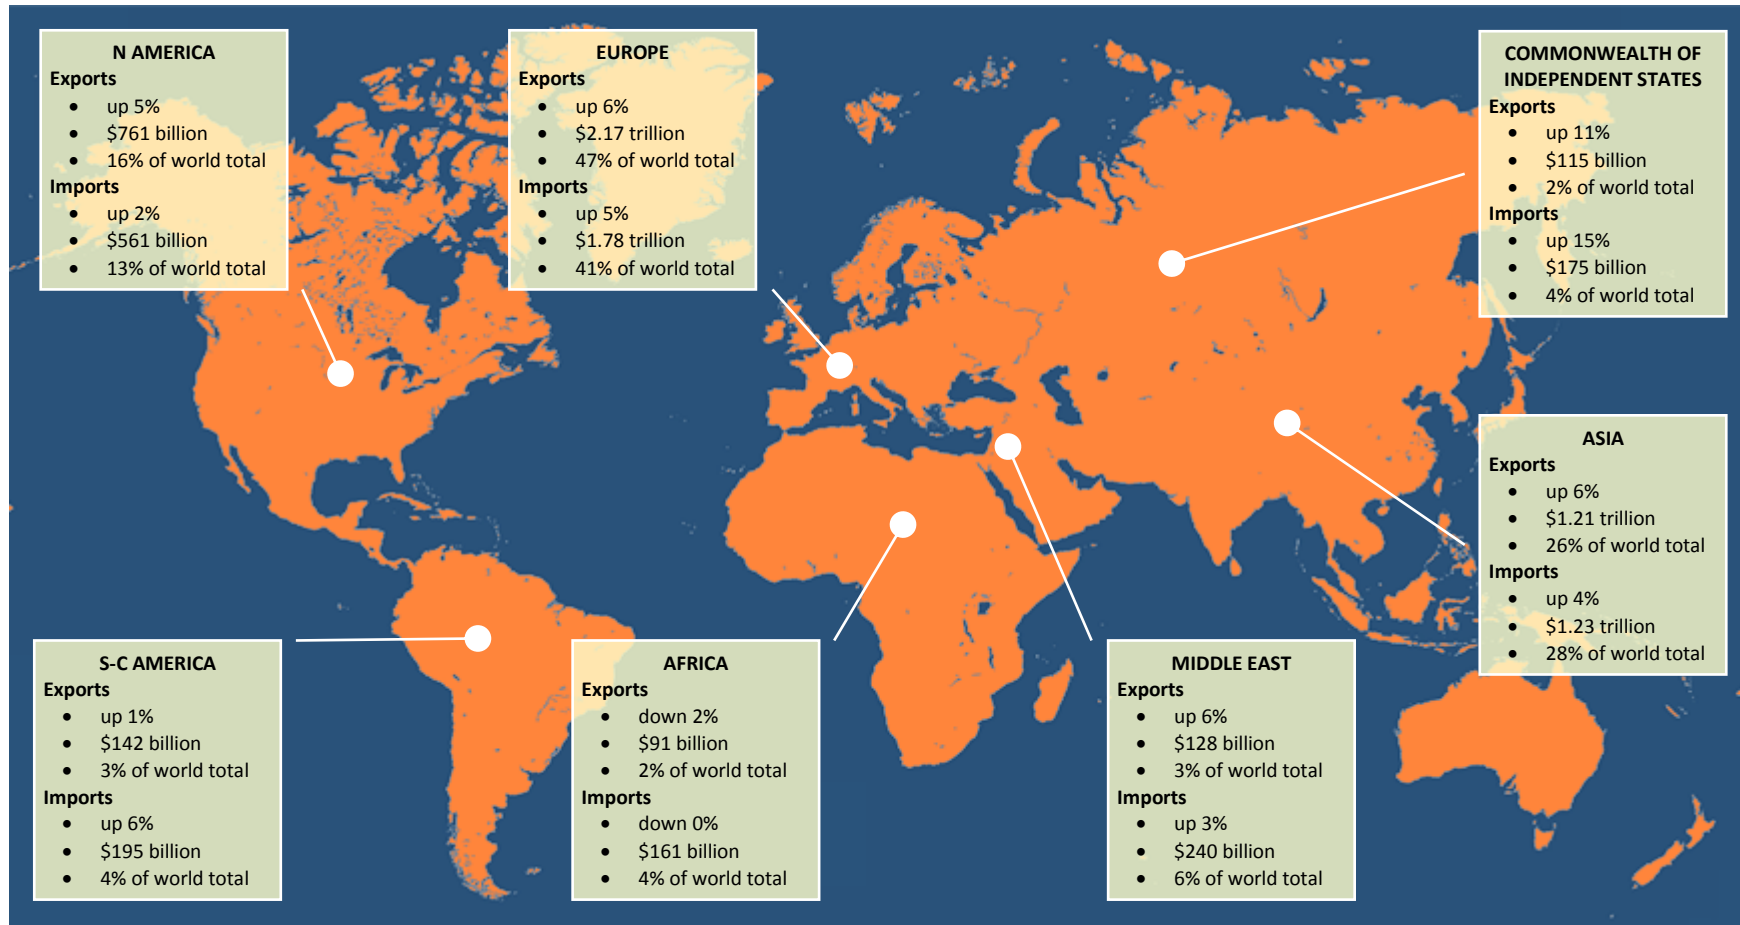 N AMERICA
Exports
• up 5%
• $761 billion
• 16% of world total
Imports
• up 2%
• $561 billion
• 13% of world total
EUROPE
Exports
• up 6%
• $2.17 trillion
• 47% of world total
Imports
• up 5%
• $1.78 trillion
• 41% of world total
COMMONWEALTH OF
INDEPENDENT STATES
Exports
• up 11%
• $115 billion
• 2% of world total
Imports
• up 15%
• $175 billion
• 4% of world total
ASIA
Exports
• up 6%
• $1.21 trillion
• 26% of world total
Imports
• up 4%
• $1.23 trillion
• 28% of world total
S-C AMERICA
Exports
• up 1%
• $142 billion
• 3% of world total
Imports
• up 6%
• $195 billion
• 4% of world total
AFRICA
Exports
• down 2%
• $91 billion
• 2% of world total
Imports
• down 0%
• $161 billion
• 4% of world total
MIDDLE EAST
Exports
• up 6%
• $128 billion
• 3% of world total
Imports
• up 3%
• $240 billion
• 6% of world total